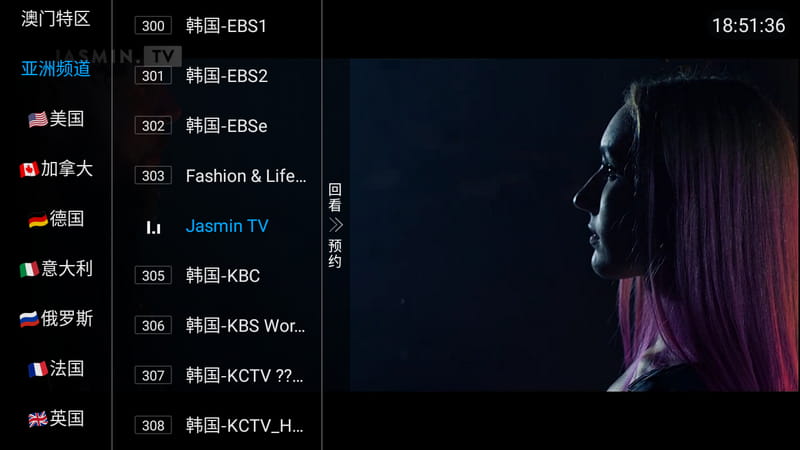 澳门特区
亚洲频道
🇺🇸美国
🇨🇦加拿大
🇩🇪德国
🇮🇹意大利
🇷🇺俄罗斯
🇫🇷法国
🇬🇧英国
JASMIN. TV
300 韩国-EBS1
301 韩国-EBS2
302 韩国-EBSe
303 Fashion & Life...
Jasmin TV
305 韩国-KBC
306 韩国-KBS Wor...
307 韩国-KCTV ??...
308 韩国-KCTV_H...
回看
预约
18:51:36